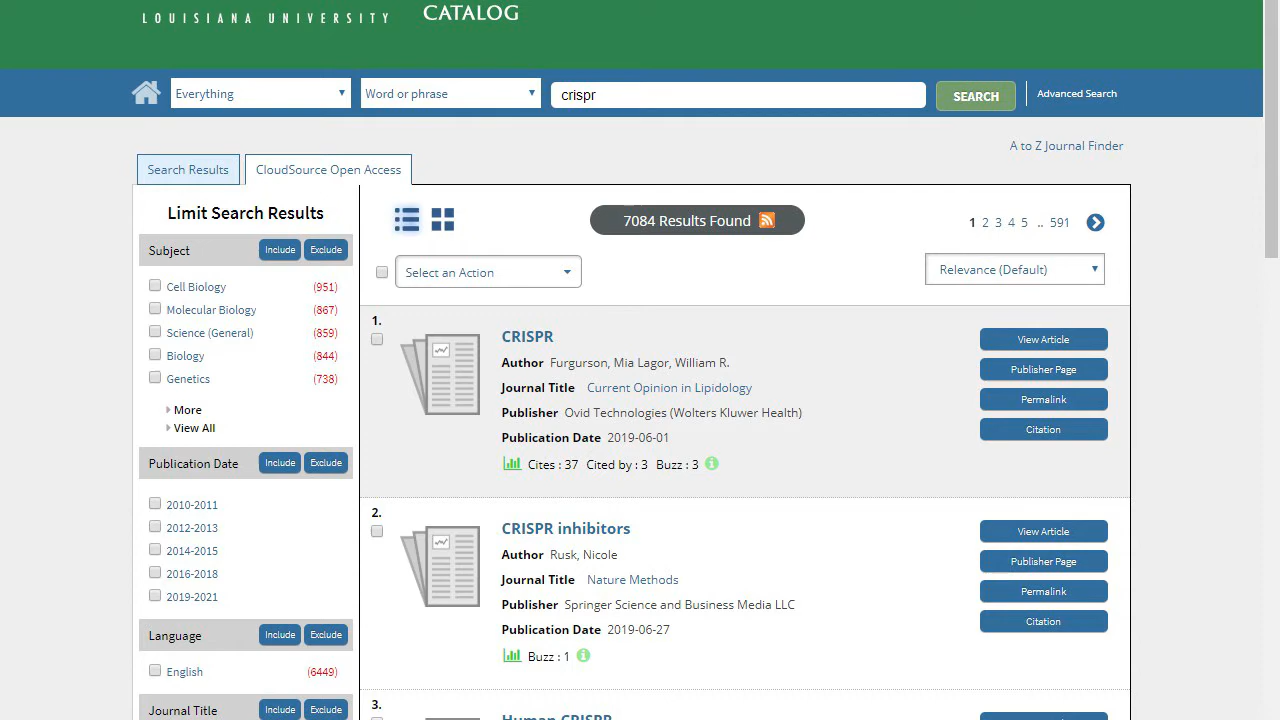 LOUISIANA UNIVERSITY CATALOG
Everything Word or phrase crispr SEARCH Advanced Search
A to Z Journal Finder
Search Results CloudSource Open Access
Limit Search Results
Subject Include Exclude
Cell Biology (951)
Molecular Biology (867)
Science (General) (859)
Biology (844)
Genetics (738)
More
View All
Publication Date Include Exclude
2010-2011
2012-2013
2014-2015
2016-2018
2019-2021
Language Include Exclude
English (6449)
Journal Title Include Exclude
7084 Results Found
1 2 3 4 5 .. 591
Select an Action
Relevance (Default)
1.
CRISPR
Author Furgurson, Mia Lagor, William R.
Journal Title Current Opinion in Lipidology
Publisher Ovid Technologies (Wolters Kluwer Health)
Publication Date 2019-06-01
Cites : 37 Cited by : 3 Buzz : 3
View Article
Publisher Page
Permalink
Citation
2.
CRISPR inhibitors
Author Rusk, Nicole
Journal Title Nature Methods
Publisher Springer Science and Business Media LLC
Publication Date 2019-06-27
Buzz : 1
View Article
Publisher Page
Permalink
Citation
3.
Human CRISPR